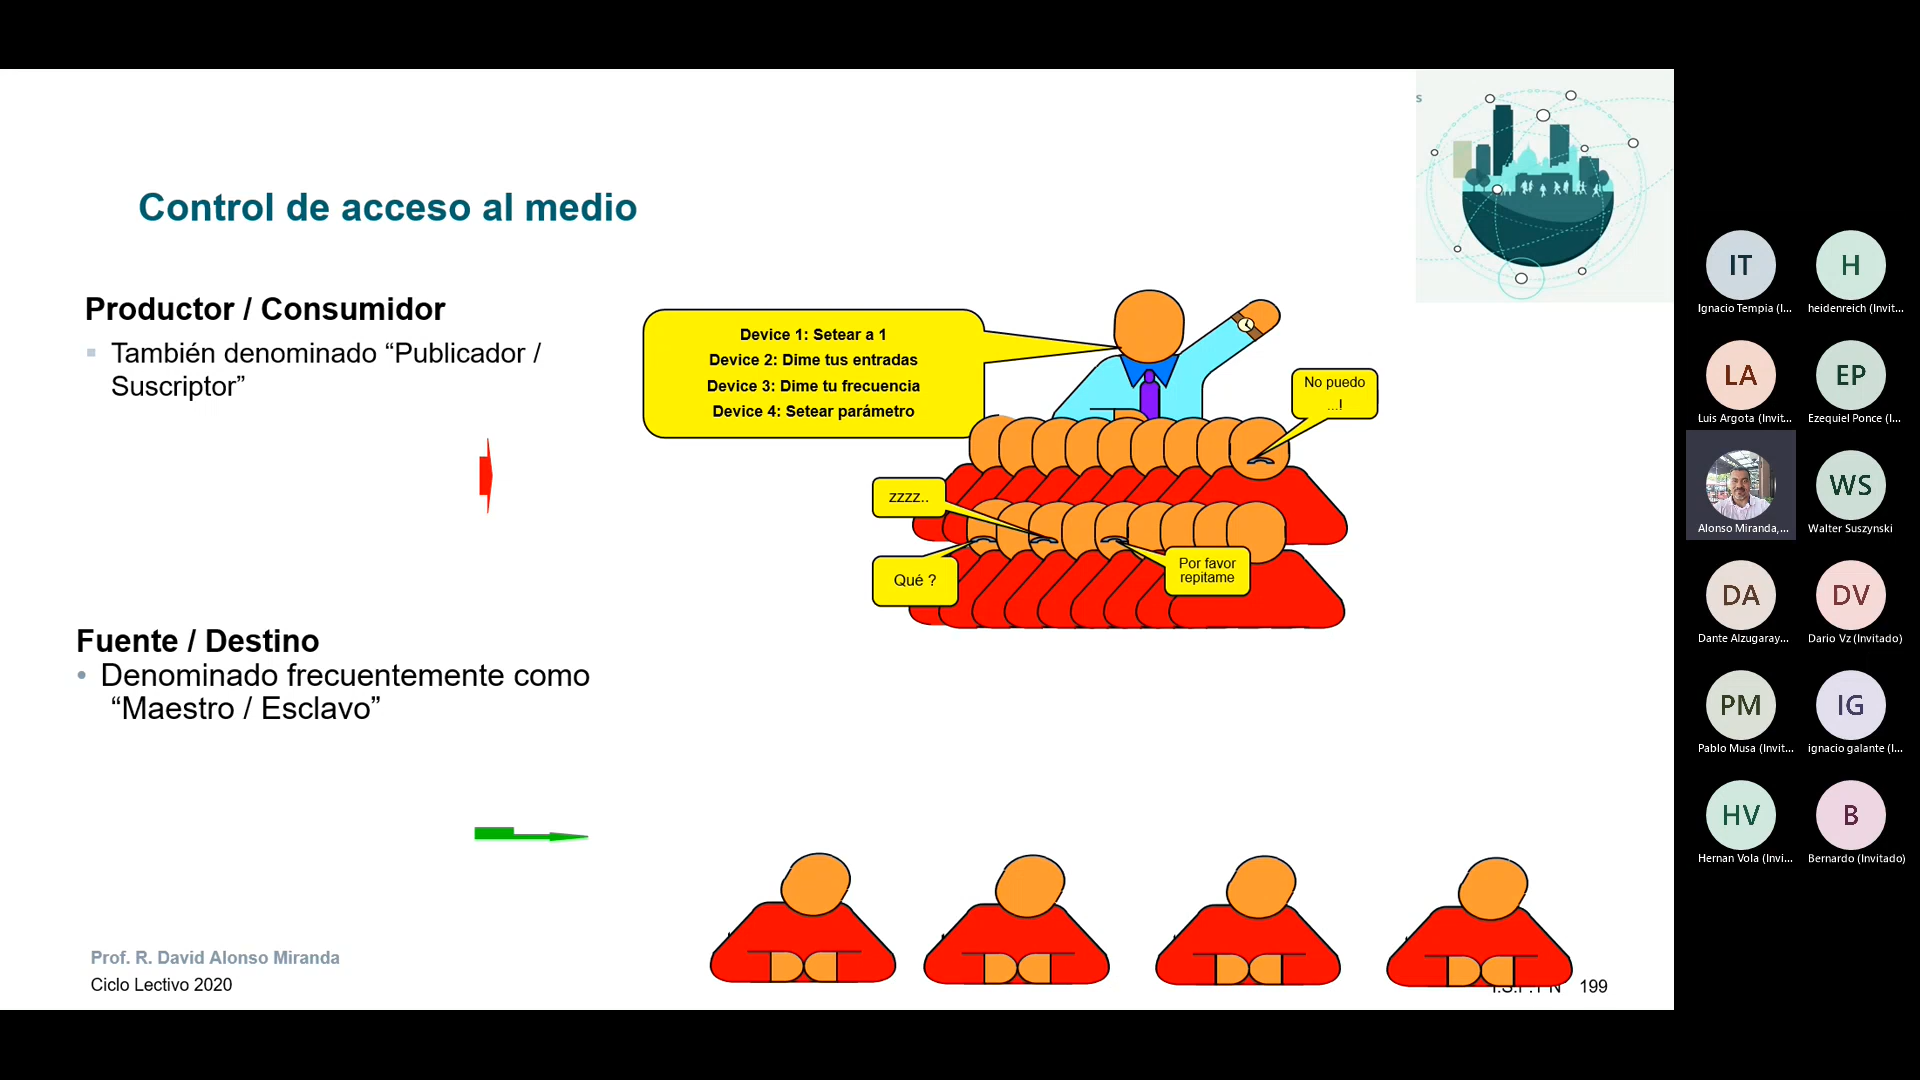 s
Control de acceso al medio
Productor / Consumidor
También denominado “Publicador /
Suscriptor”
Device 1: Setear a 1
Device 2: Dime tus entradas
Device 3: Dime tu frecuencia
Device 4: Setear parámetro
No puedo
...!
zzzz..
Qué ?
Por favor
repitame
Fuente / Destino
• Denominado frecuentemente como
“Maestro / Esclavo”
Prof. R. David Alonso Miranda
Ciclo Lectivo 2020
199
IT
Ignacio Tempia (I...
H
heidenreich (Invit...
LA
Luis Argota (Invit...
EP
Ezequiel Ponce (I...
Alonso Miranda,...
WS
Walter Suszynski
DA
Dante Alzugaray...
DV
Dario Vz (Invitado)
PM
Pablo Musa (Invit...
IG
ignacio galante (I...
HV
Hernan Vola (Invi...
B
Bernardo (Invitado)